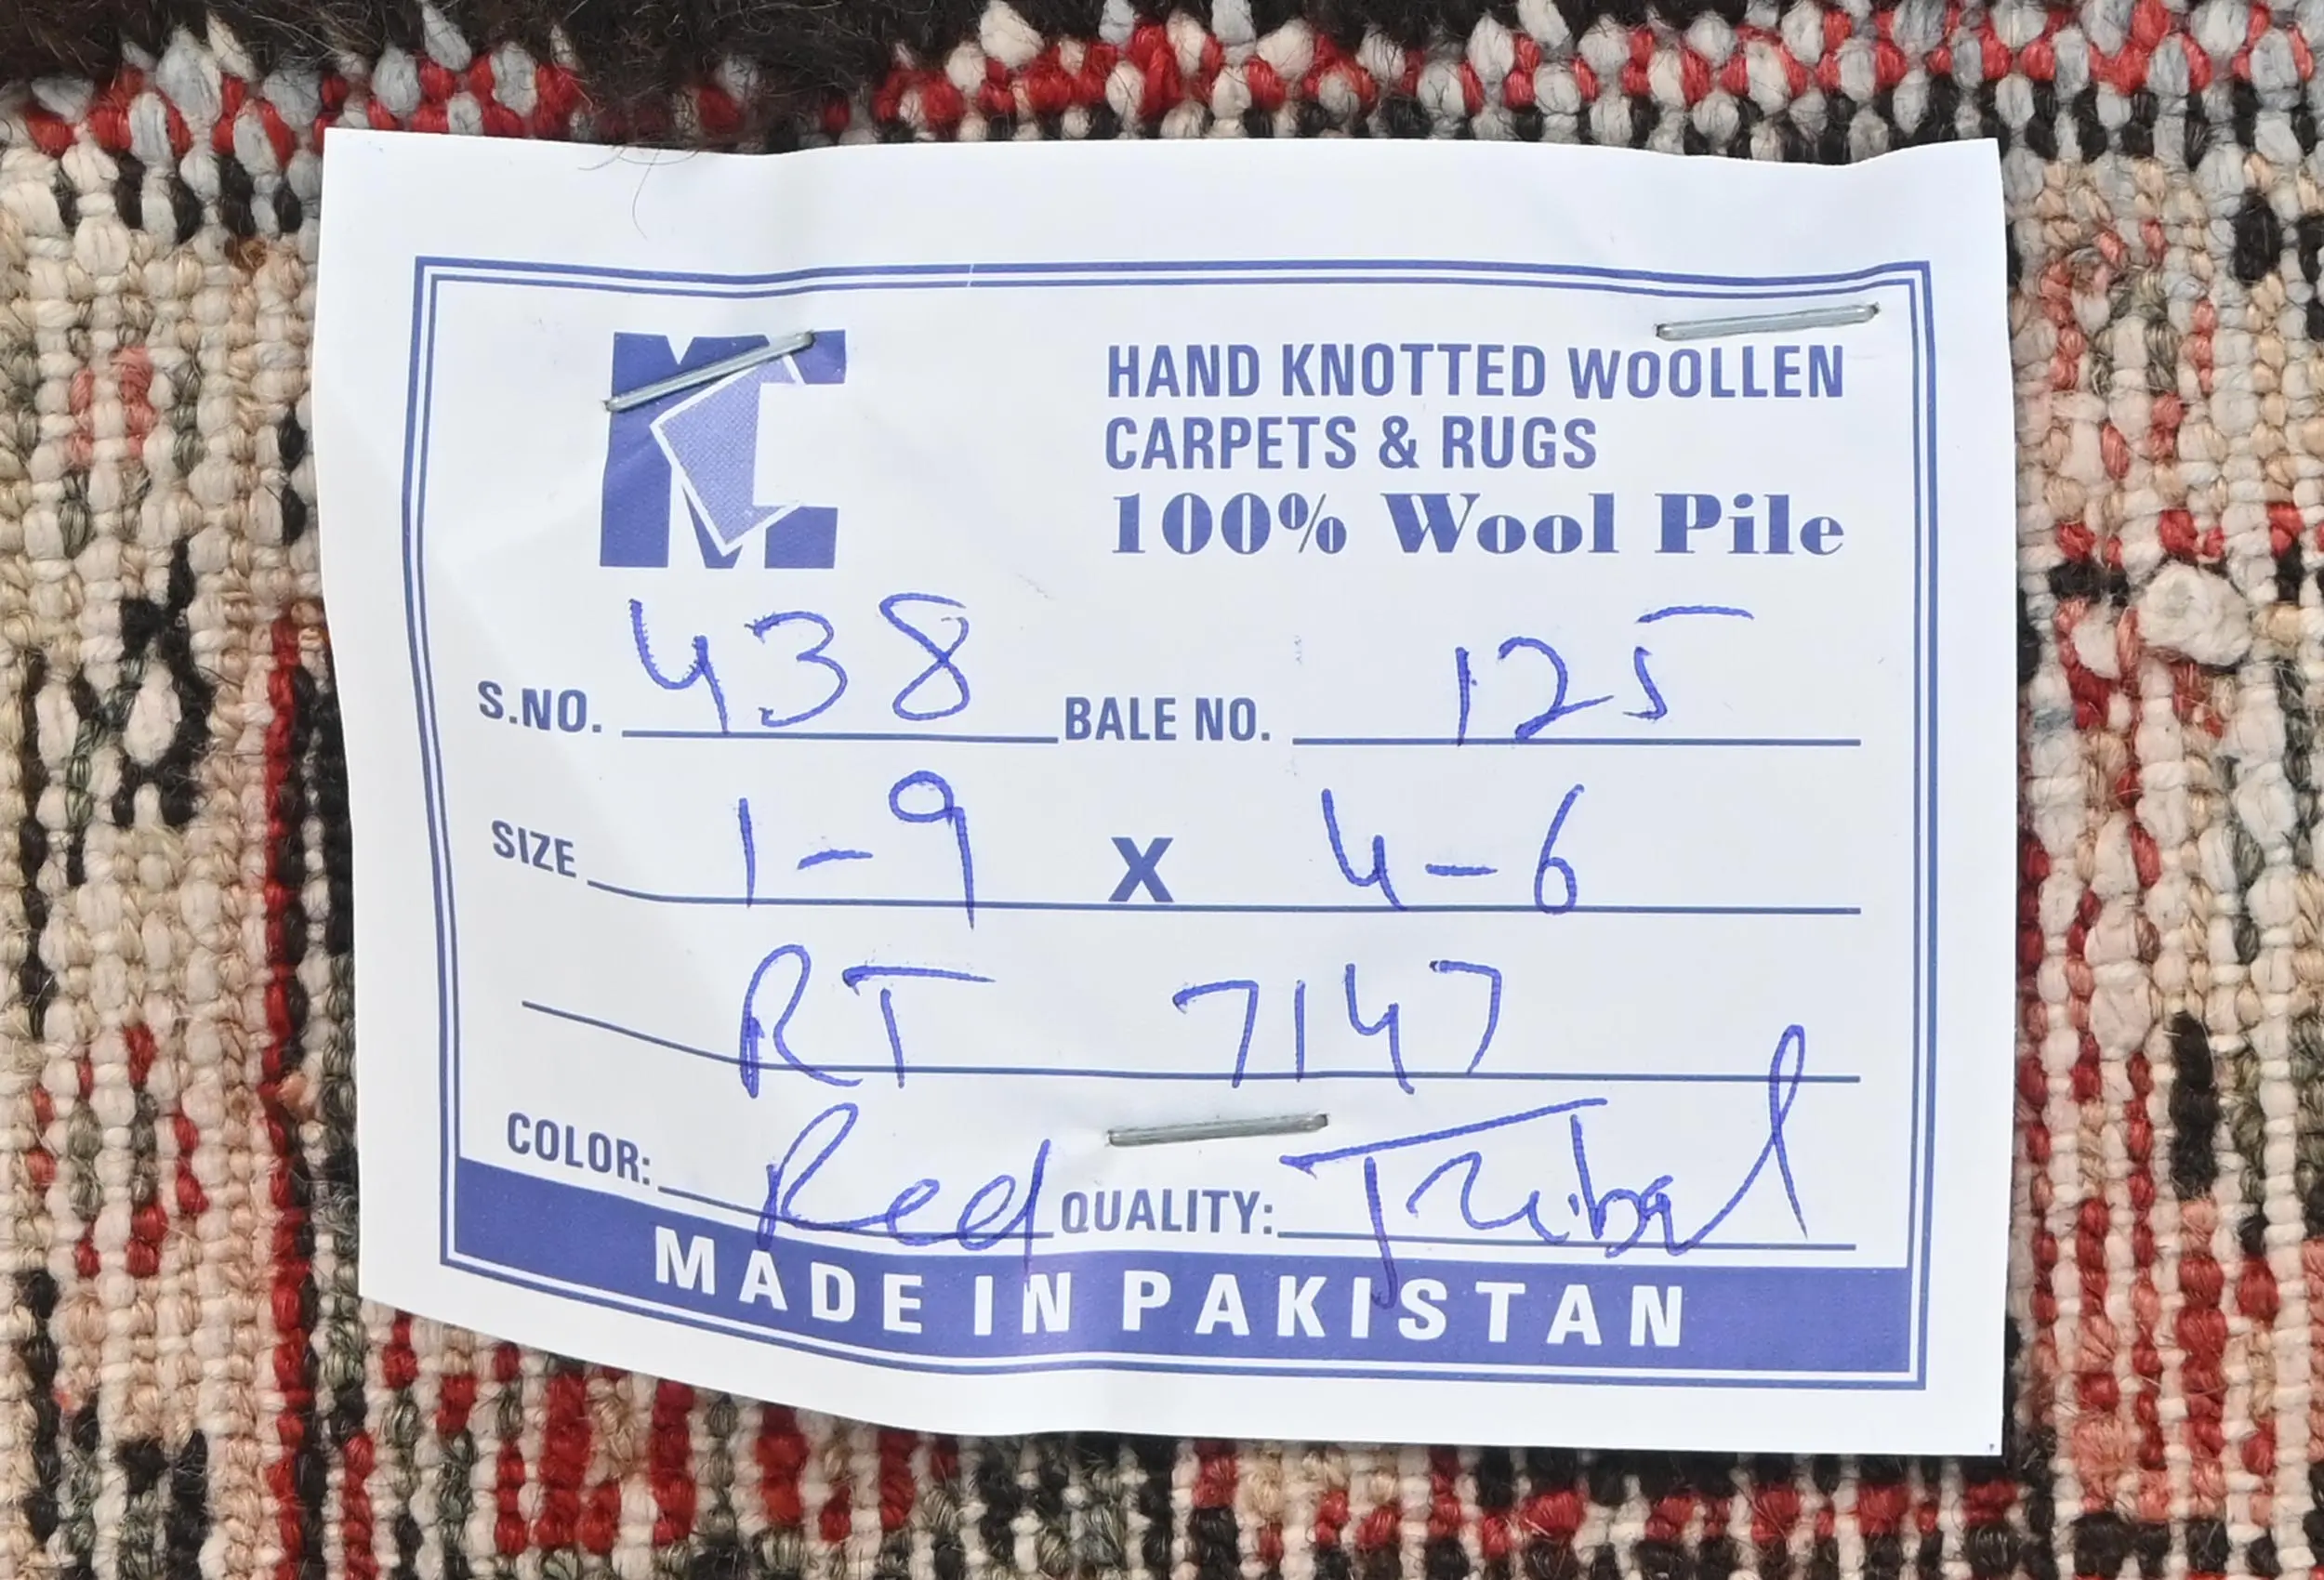 MC
HAND KNOTTED WOOLLEN
CARPETS & RUGS
100% Wool Pile
S.NO. 438 BALE NO. 125
SIZE 1-9 X 4-6
RT 7147
COLOR: Red QUALITY: Tribal
MADE IN PAKISTAN